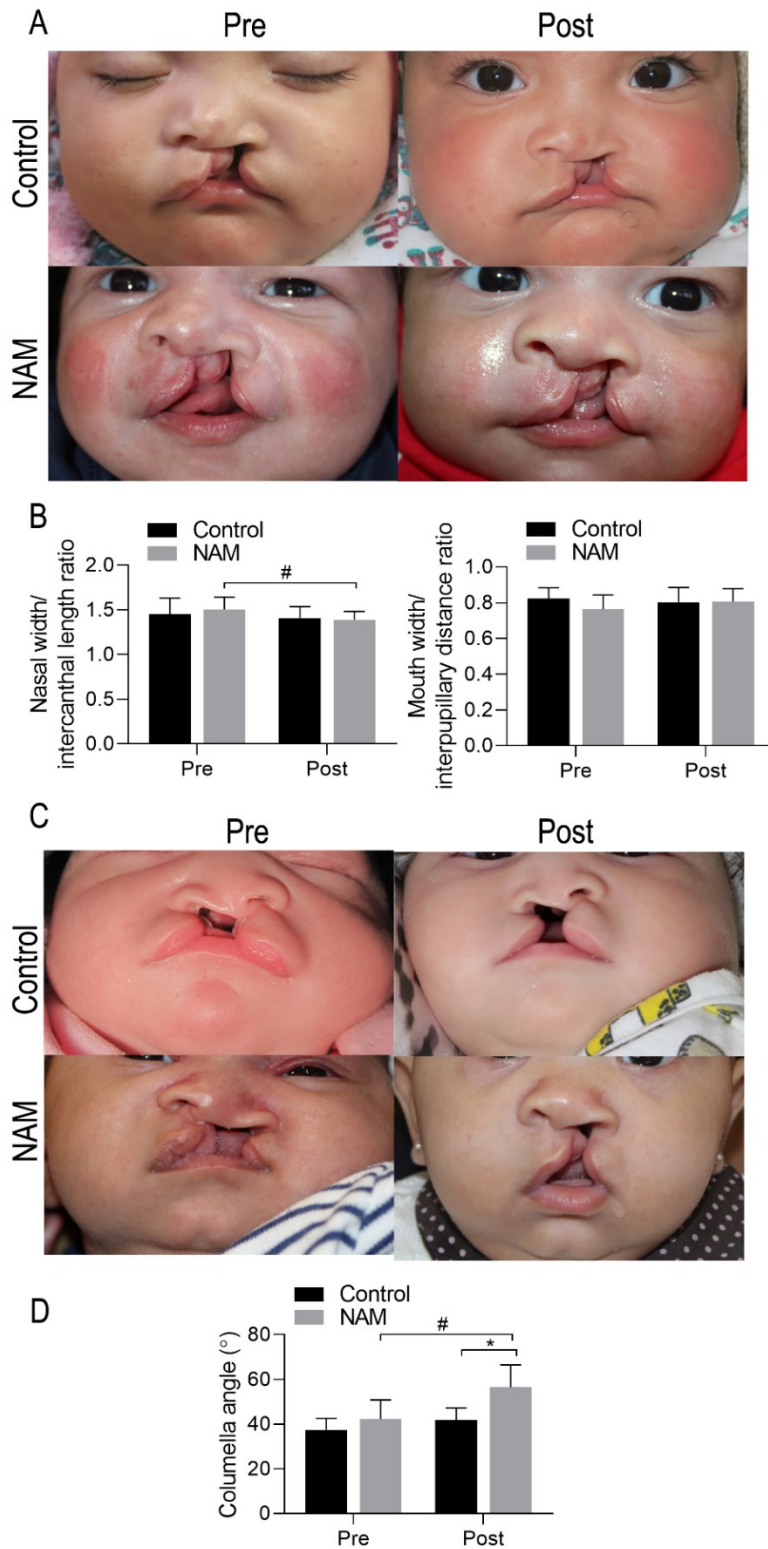 A
Pre Post
Control
NAM
B
Control
NAM
Nasal width/
intercanthal length ratio
2.0
1.5
1.0
0.5
0.0
#
Pre Post
Control
NAM
Mouth width/
interpupillary distance ratio
1.0
0.8
0.6
0.4
0.2
0.0
Pre Post
C
Pre Post
Control
NAM
D
Control
NAM
Columella angle (°)
80
60
40
20
0
#
*
Pre Post